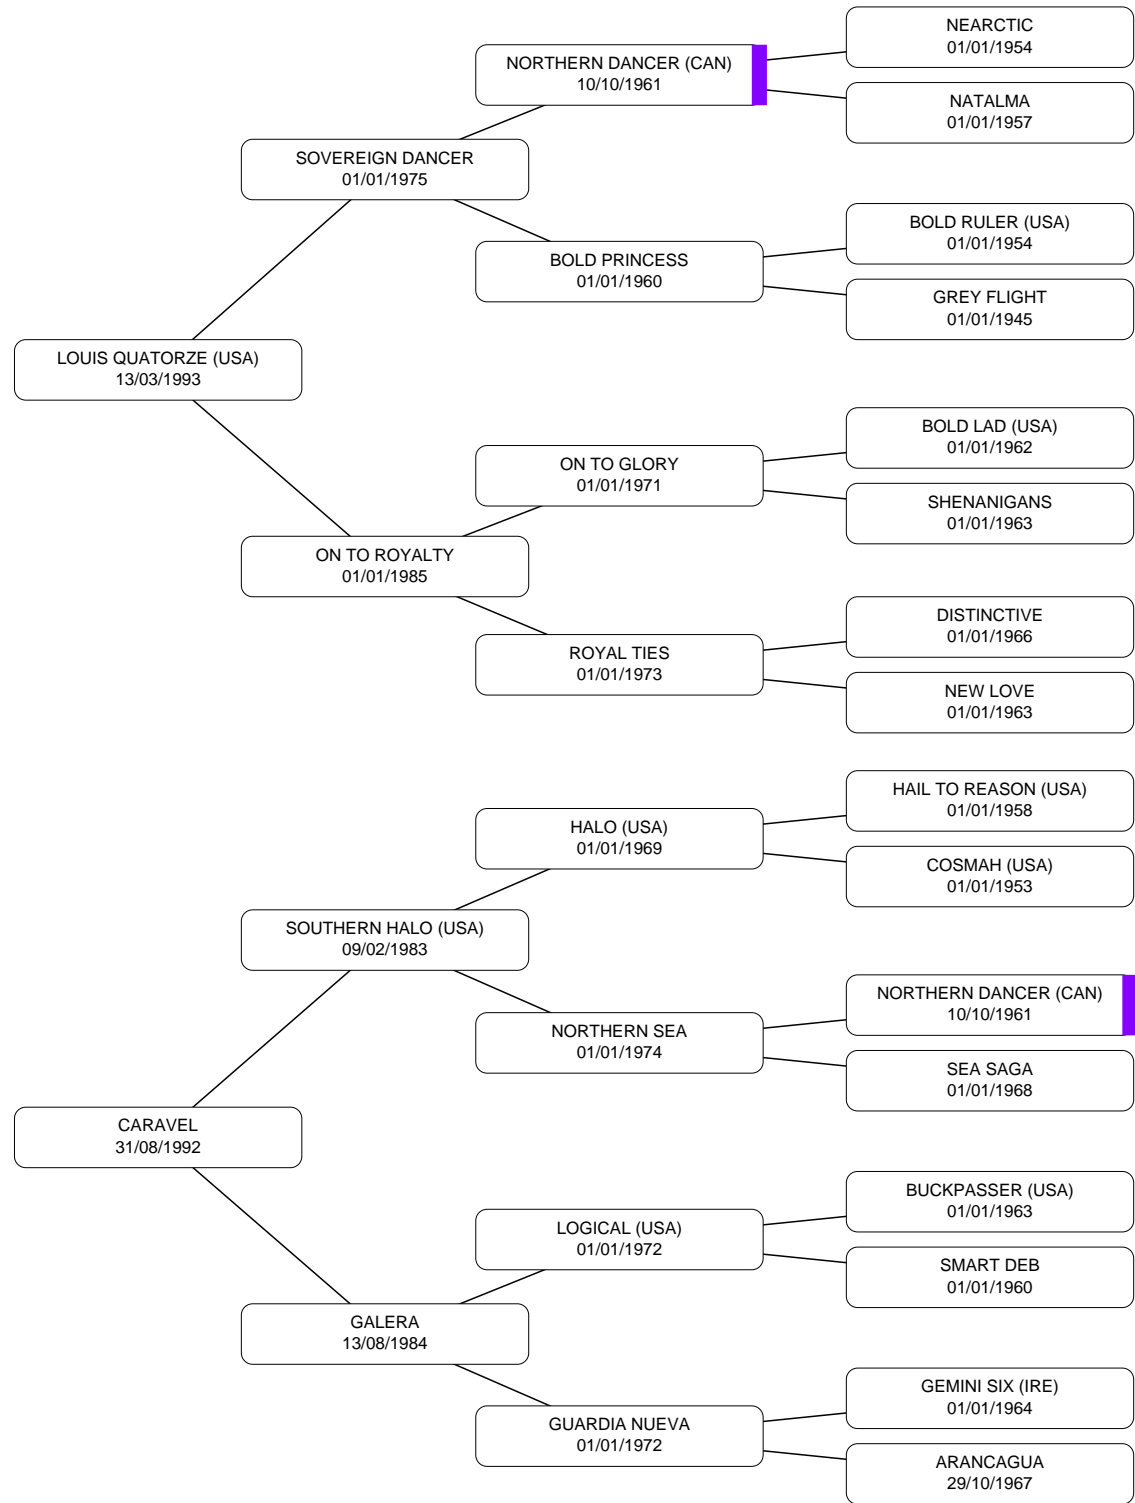 NEARCTIC
01/01/1954
NORTHERN DANCER (CAN)
10/10/1961
NATALMA
01/01/1957
SOVEREIGN DANCER
01/01/1975
BOLD RULER (USA)
01/01/1954
BOLD PRINCESS
01/01/1960
GREY FLIGHT
01/01/1945
LOUIS QUATORZE (USA)
13/03/1993
BOLD LAD (USA)
01/01/1962
ON TO GLORY
01/01/1971
SHENANIGANS
01/01/1963
ON TO ROYALTY
01/01/1985
DISTINCTIVE
01/01/1966
ROYAL TIES
01/01/1973
NEW LOVE
01/01/1963
HAIL TO REASON (USA)
01/01/1958
HALO (USA)
01/01/1969
COSMAH (USA)
01/01/1953
SOUTHERN HALO (USA)
09/02/1983
NORTHERN DANCER (CAN)
10/10/1961
NORTHERN SEA
01/01/1974
SEA SAGA
01/01/1968
CARAVEL
31/08/1992
BUCKPASSER (USA)
01/01/1963
LOGICAL (USA)
01/01/1972
SMART DEB
01/01/1960
GALERA
13/08/1984
GEMINI SIX (IRE)
01/01/1964
GUARDIA NUEVA
01/01/1972
ARANCAGUA
29/10/1967